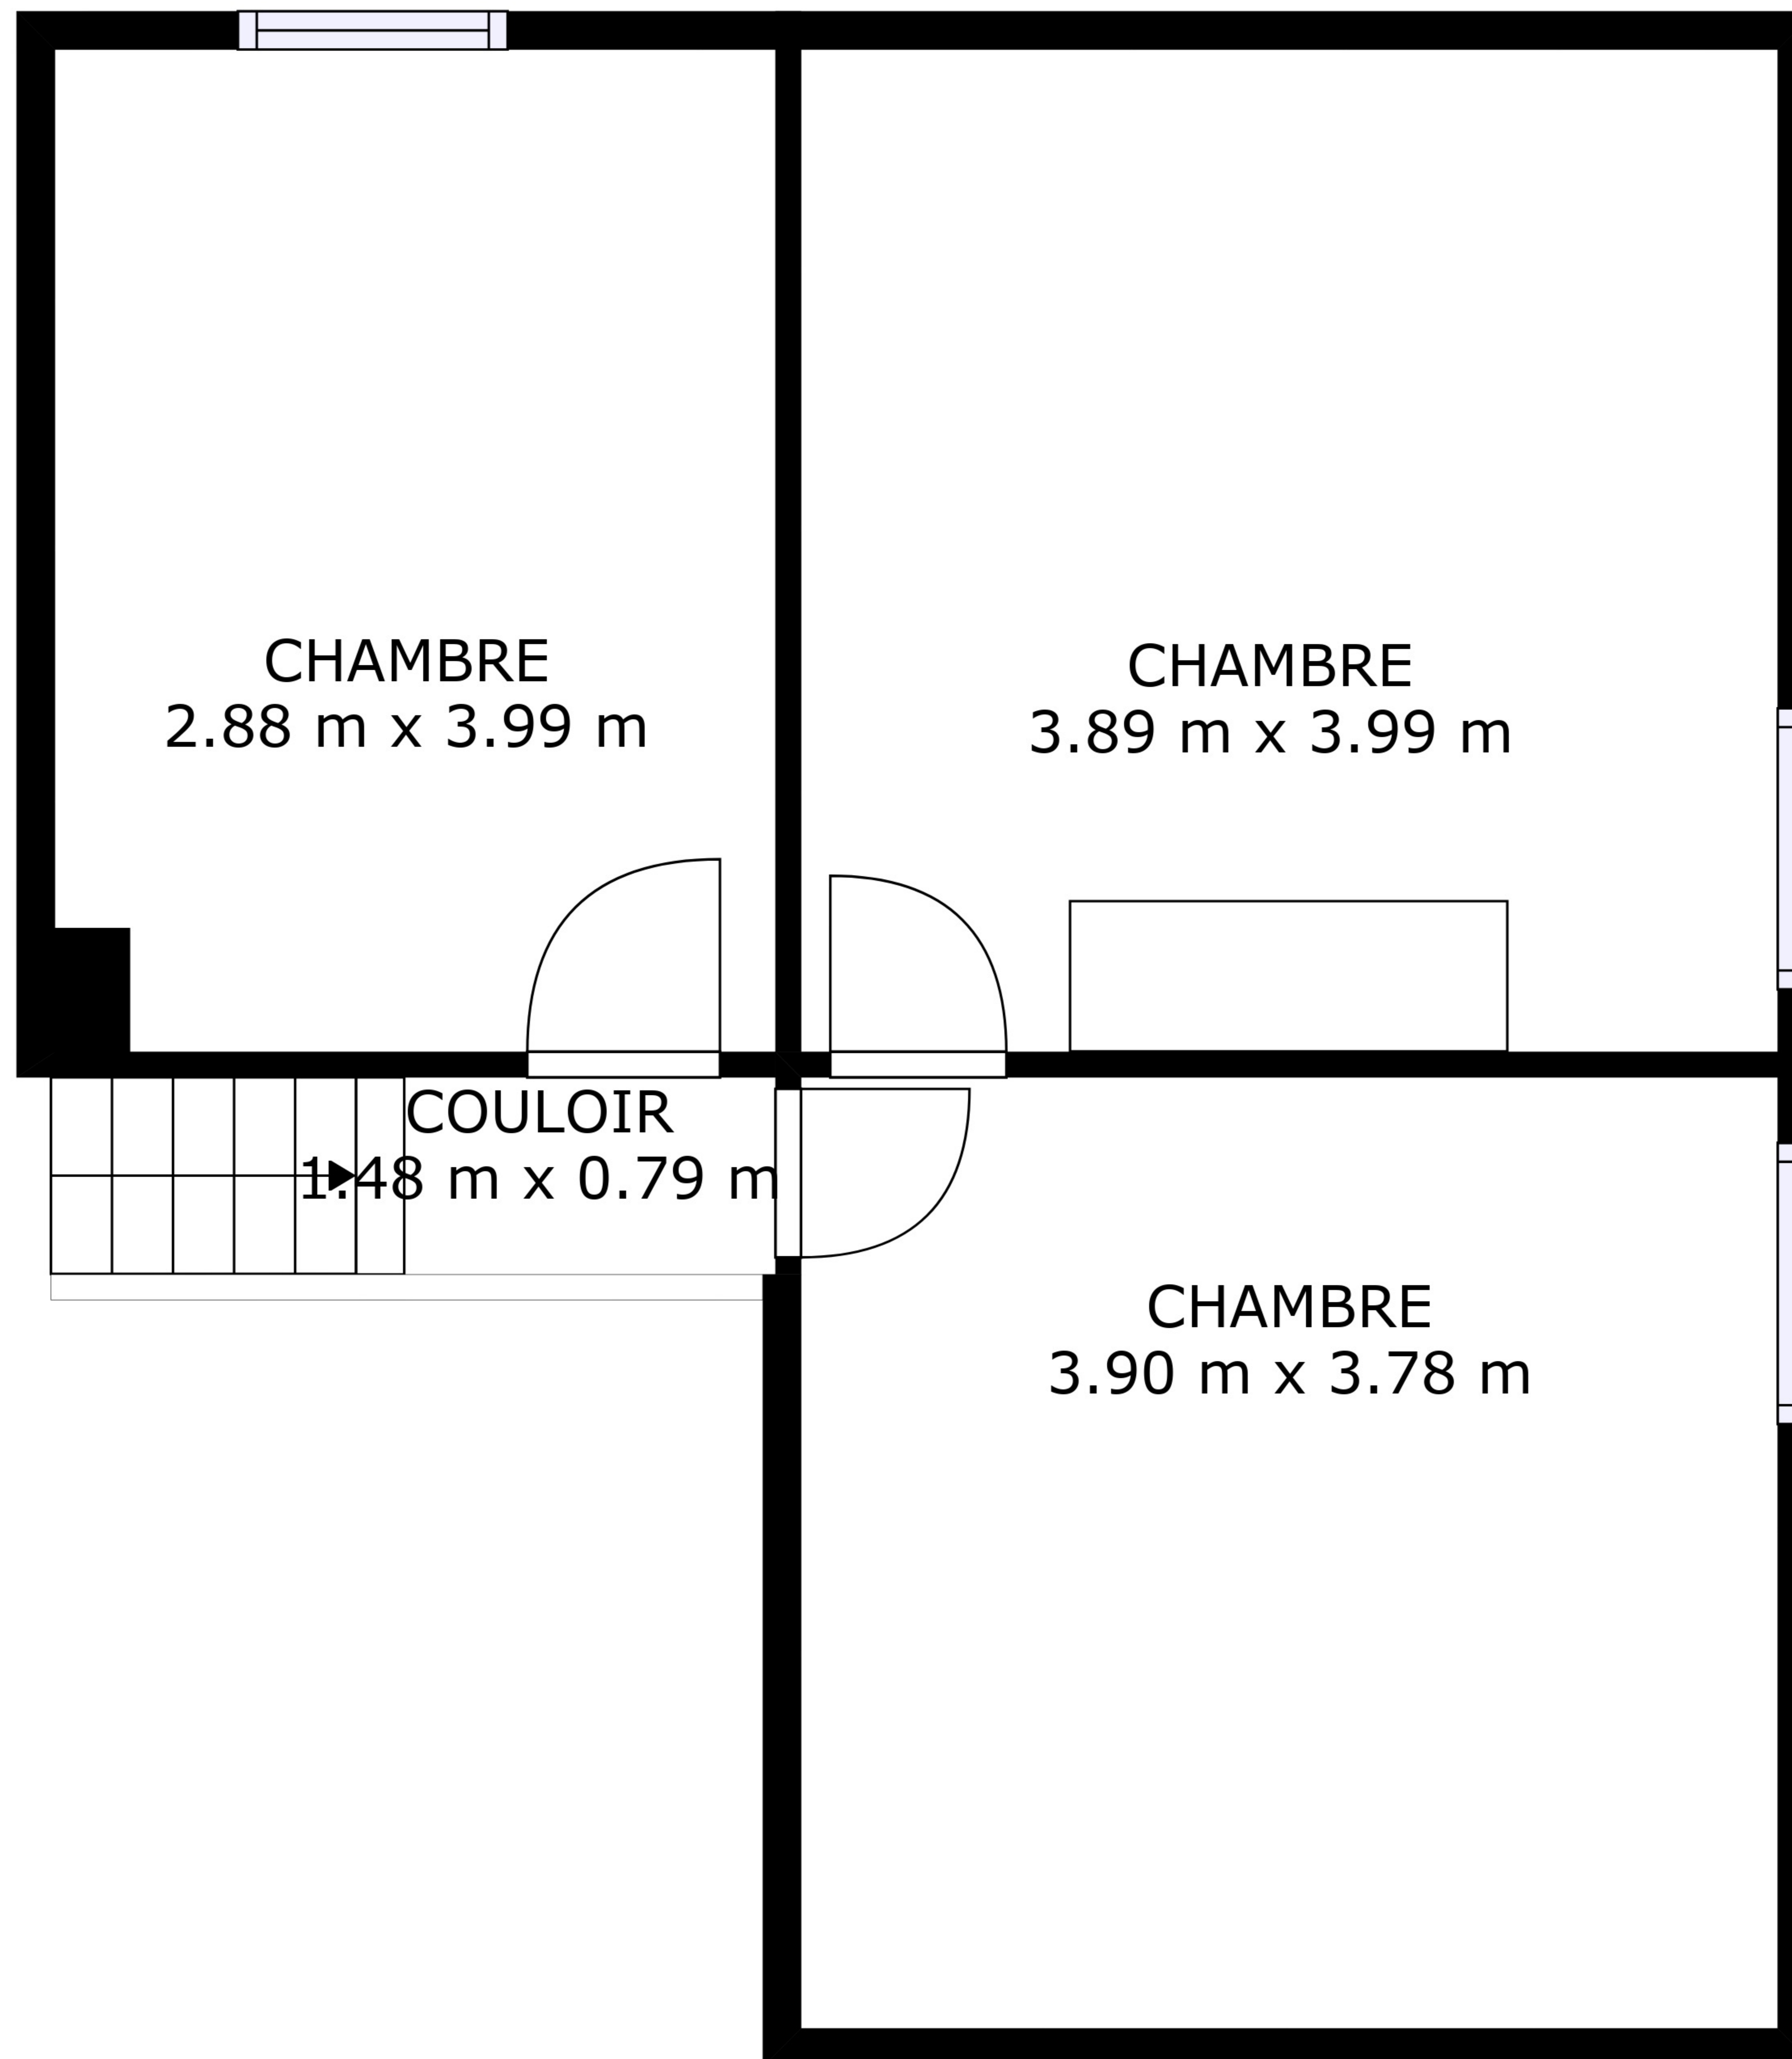 CHAMBRE
2.88 m x 3.99 m
CHAMBRE
3.89 m x 3.99 m
COULOIR
1.48 m x 0.79 m
CHAMBRE
3.90 m x 3.78 m